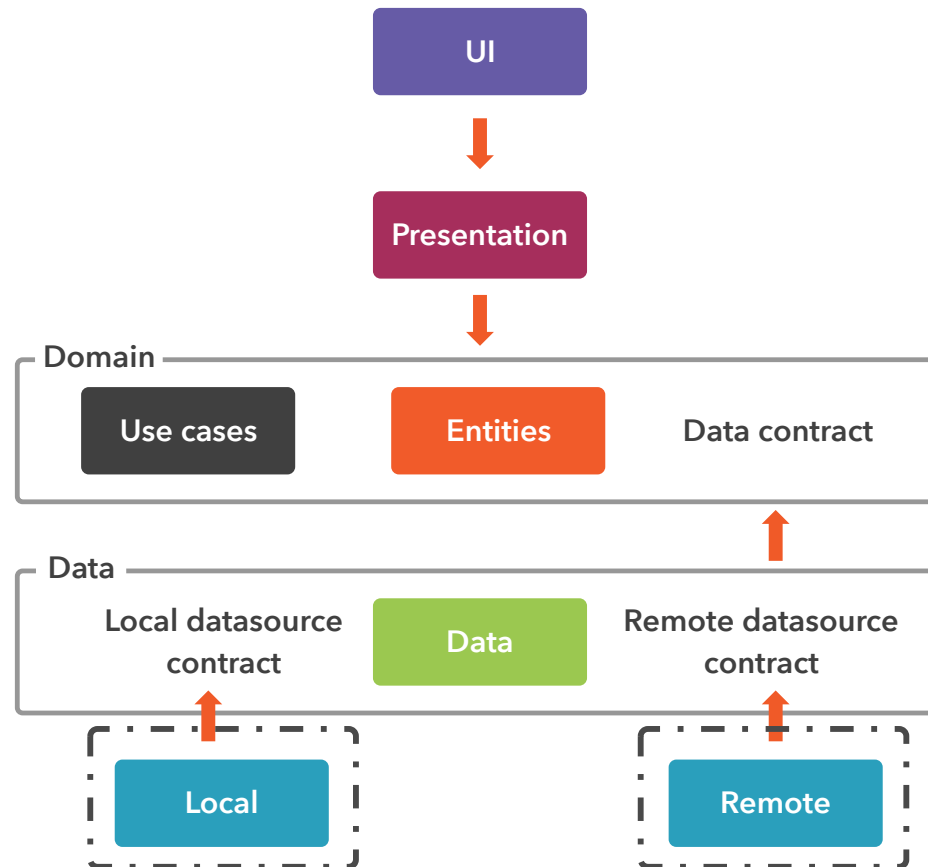 UI
Presentation
Domain
Use cases
Entities
Data contract
Data
Local datasource
contract
Data
Remote datasource
contract
Local
Remote